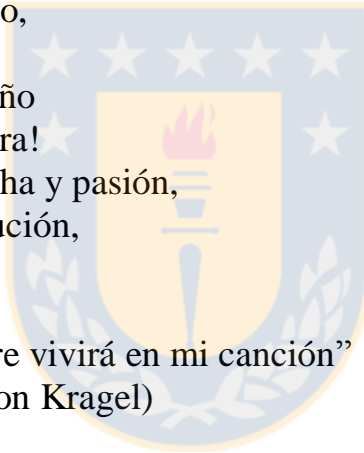 o,
ño
ra!
ha y pasión,
ución,
re vivirá en mi canción”
on Kragel)